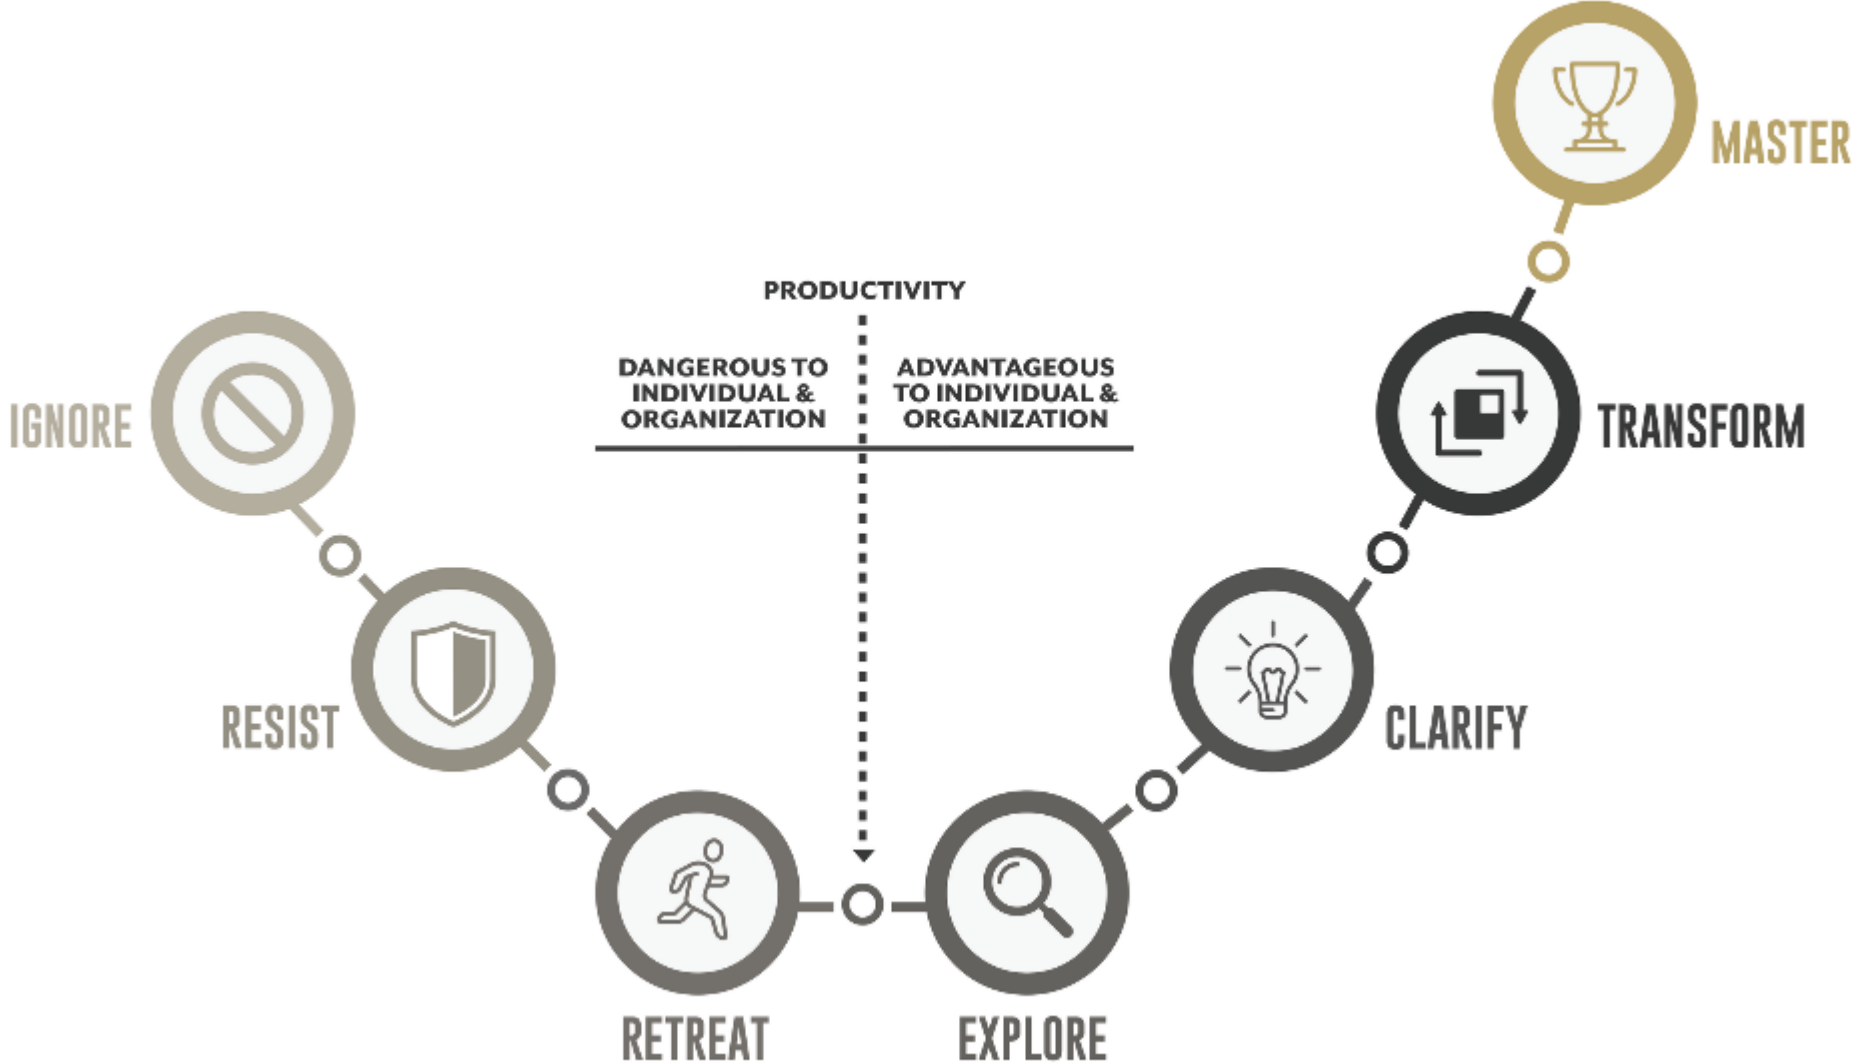 MASTER
PRODUCTIVITY
DANGEROUS TO
INDIVIDUAL &
ORGANIZATION
ADVANTAGEOUS
TO INDIVIDUAL &
ORGANIZATION
IGNORE
TRANSFORM
RESIST
CLARIFY
RETREAT
EXPLORE